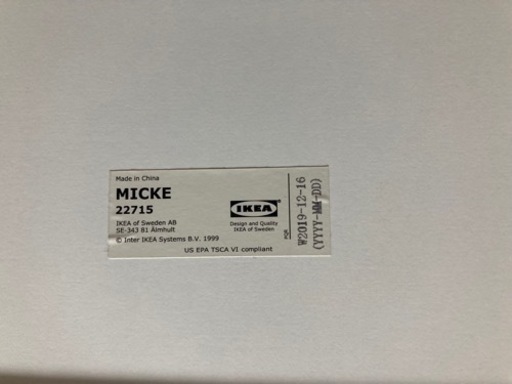 Made in China
MICKE
22715
IKEA of Sweden AB
SE-343 81 Älmhult
© Inter IKEA Systems B.V. 1999
US EPA TSCA VI compliant
IKEA
Design and Quality
IKEA of Sweden
W2019-12-16
(YYYY-MM-DD)